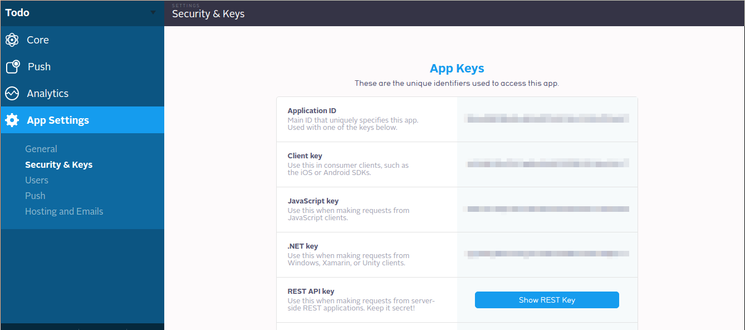 Todo
SETTINGS
Security & Keys
Core
Push
Analytics
App Settings
General
Security & Keys
Users
Push
Hosting and Emails
App Keys
These are the unique identifiers used to access this app.
Application ID
Main ID that uniquely specifies this app.
Used with one of the keys below.
Client key
Use this in consumer clients, such as
the iOS or Android SDKs.
JavaScript key
Use this when making requests from
JavaScript clients.
.NET key
Use this when making requests from
Windows, Xamarin, or Unity clients.
REST API key
Use this when making requests from server-
side REST applications. Keep it secret!
Show REST Key